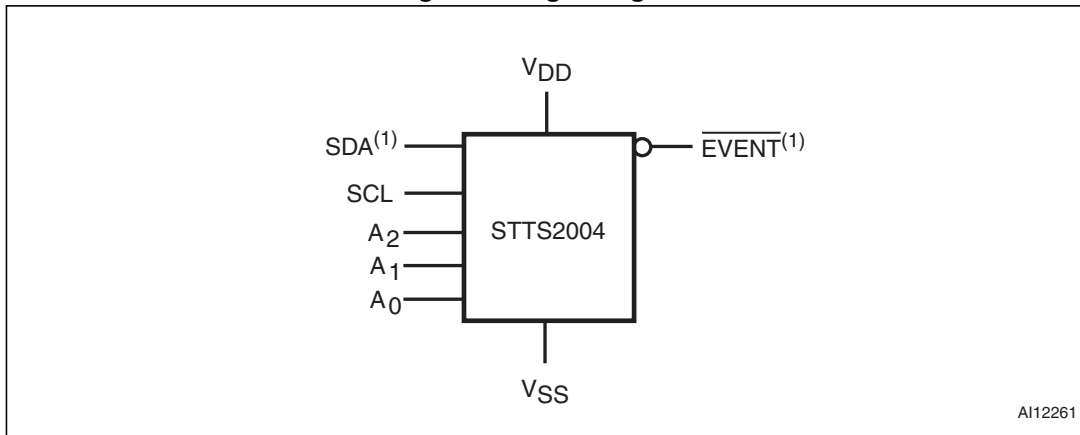 VDD
SDA(1)
EVENT(1)
SCL
A2
STTS2004
A1
A0
VSS
AI12261